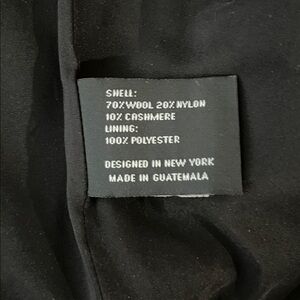 SHELL:
70%WOOL 20%NYLON
10% CASHMERE
LINING:
100% POLYESTER
DESIGNED IN NEW YORK
MADE IN GUATEMALA